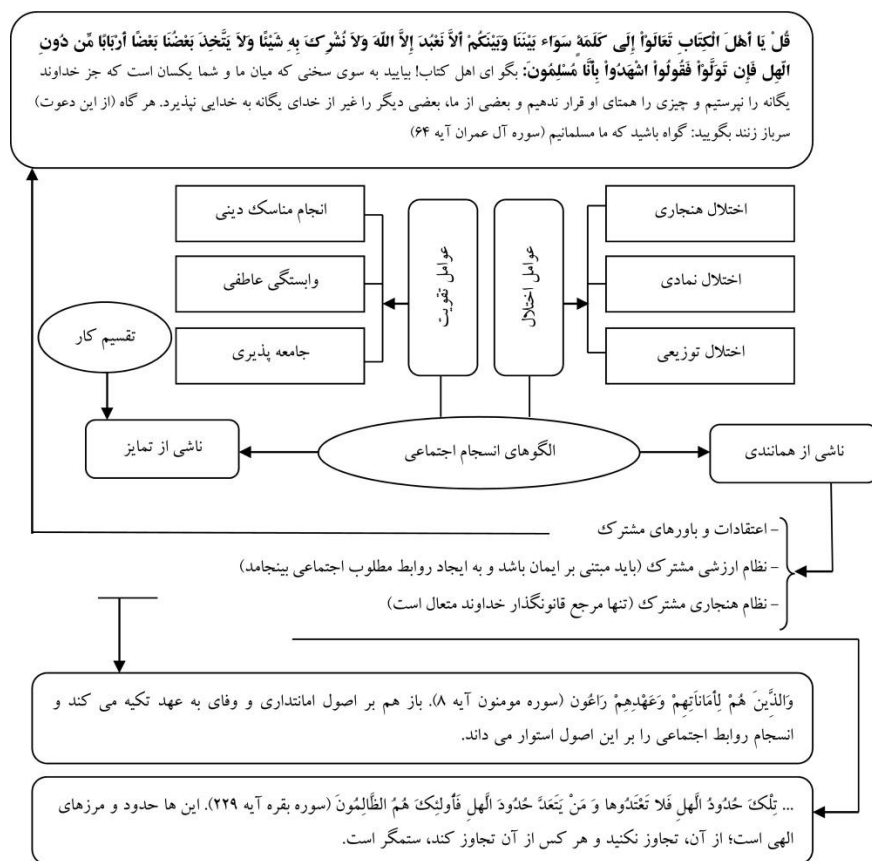 قُلْ يَا أَهْلَ الْكِتَابِ تَعَالَوْاْ إِلَى كَلَمَةٍ سَوَاء بَيْنَنَا وَبَيْنَكُمْ أَلاَّ نَعْبُدَ إِلاَّ اللّهَ وَلاَ نُشْرِكَ بِهِ شَيْئًا وَلاَ يَتَّخِذَ بَعْضُنَا بَعْضًا أَرْبَابًا مِّن دُونِ
الّهلِ فَإِن تَوَلَّوْاْ فَقُولُواْ اشْهَدُواْ بِأَنَّا مُسْلِمُونَ: بگو ای اهل کتاب! بیایید به سوی سخنی که میان ما و شما یکسان است که جز خداوند
یگانه را نپرستیم و چیزی را همتای او قرار ندهیم و بعضی از ما، بعضی دیگر را غیر از خدای یگانه به خدایی نپذیرد. هر گاه (از این دعوت)
سرباز زنند بگویید: گواه باشید که ما مسلمانیم (سوره آل عمران آیه ۶۴)
اختلال هنجاری
اختلال نمادی
اختلال توزیعی
عوامل اختلال
عوامل تقویت
انجام مناسک دینی
وابستگی عاطفی
جامعه پذیری
تقسیم کار
ناشی از همانندی
الگوهای انسجام اجتماعی
ناشی از تمایز
- اعتقادات و باورهای مشترک
- نظام ارزشی مشترک (باید مبتنی بر ایمان باشد و به ایجاد روابط مطلوب اجتماعی بینجامد)
- نظام هنجاری مشترک (تنها مرجع قانونگذار خداوند متعال است)
وَالذَّینَ هُمْ لِأَمَانَاتِهِمْ وَعَهْدِهِمْ رَاعُون (سوره مومنون آیه ۸). باز هم بر اصول امانتداری و وفای به عهد تکیه می کند و
انسجام روابط اجتماعی را بر این اصول استوار می داند.
... تِلْکَ حُدُودُ الَّهلِ فَلا تَعْتَدُوها وَ مَنْ یَتَعَدَّ حُدُودَ الَّهلِ فَأُولئِکَ هُمُ الظَّالِمُونَ (سوره بقره آیه ۲۲۹). این ها حدود و مرزهای
الهی است؛ از آن، تجاوز نکنید و هر کس از آن تجاوز کند، ستمگر است.